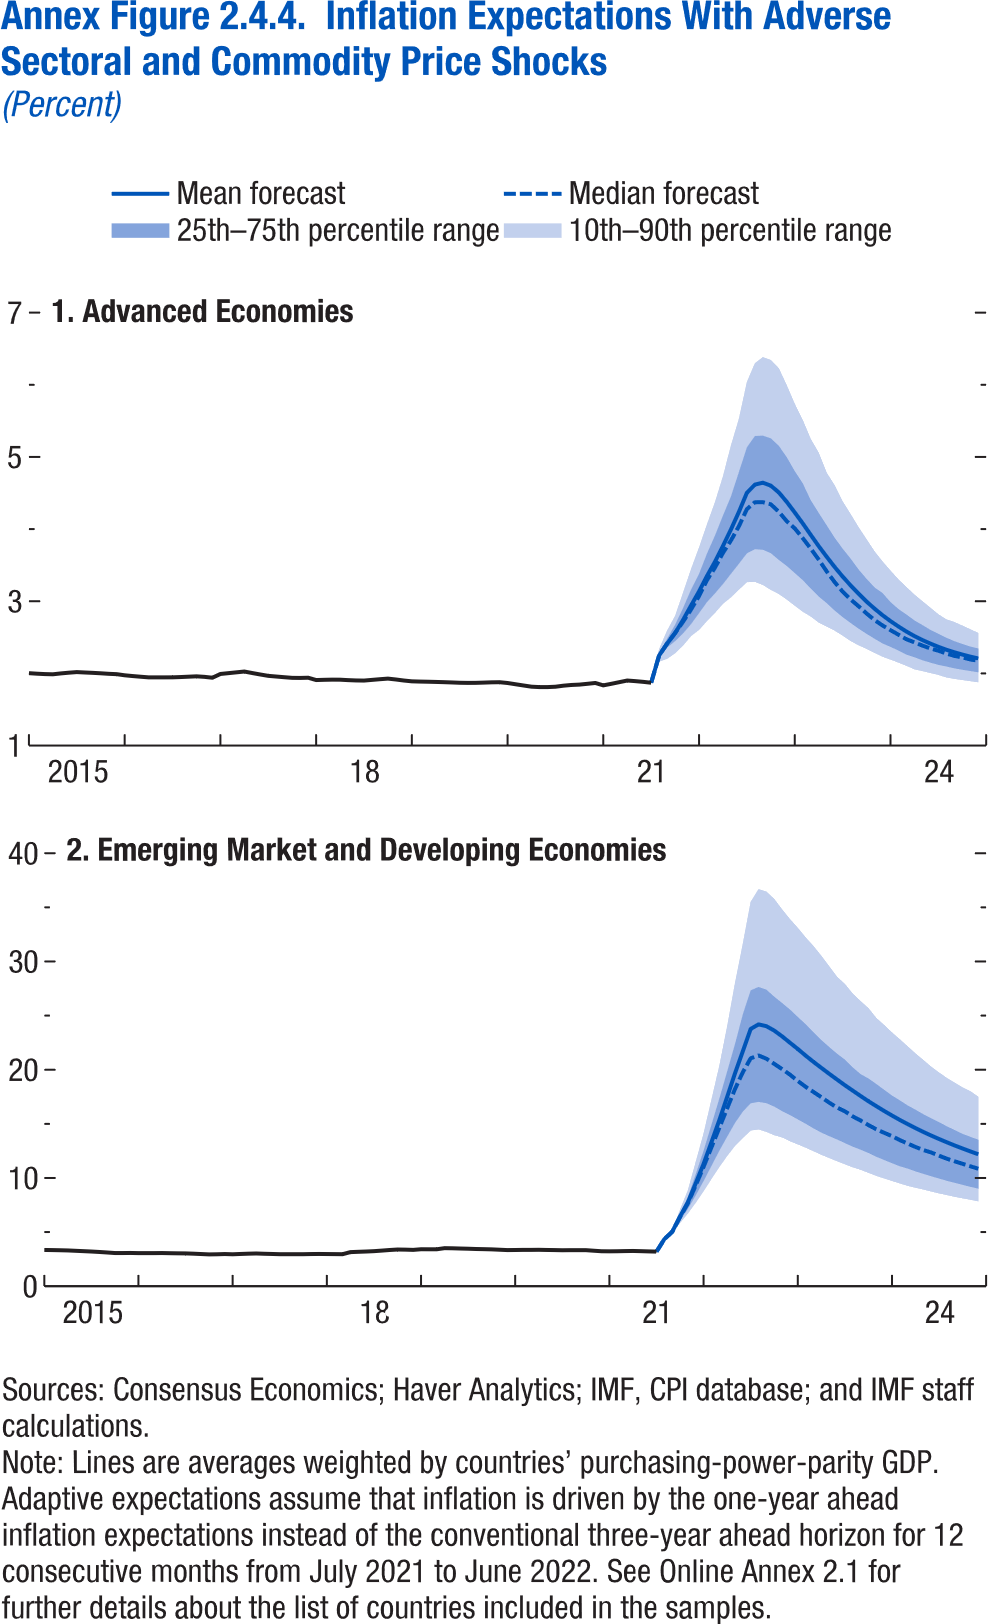 Annex Figure 2.4.4. Inflation Expectations With Adverse
Sectoral and Commodity Price Shocks
(Percent)
Mean forecast
Median forecast
25th–75th percentile range
10th–90th percentile range
1. Advanced Economies
7
5
3
1
2015
18
21
24
2. Emerging Market and Developing Economies
40
30
20
10
0
2015
18
21
24
Sources: Consensus Economics; Haver Analytics; IMF, CPI database; and IMF staff
calculations.
Note: Lines are averages weighted by countries’ purchasing-power-parity GDP.
Adaptive expectations assume that inflation is driven by the one-year ahead
inflation expectations instead of the conventional three-year ahead horizon for 12
consecutive months from July 2021 to June 2022. See Online Annex 2.1 for
further details about the list of countries included in the samples.